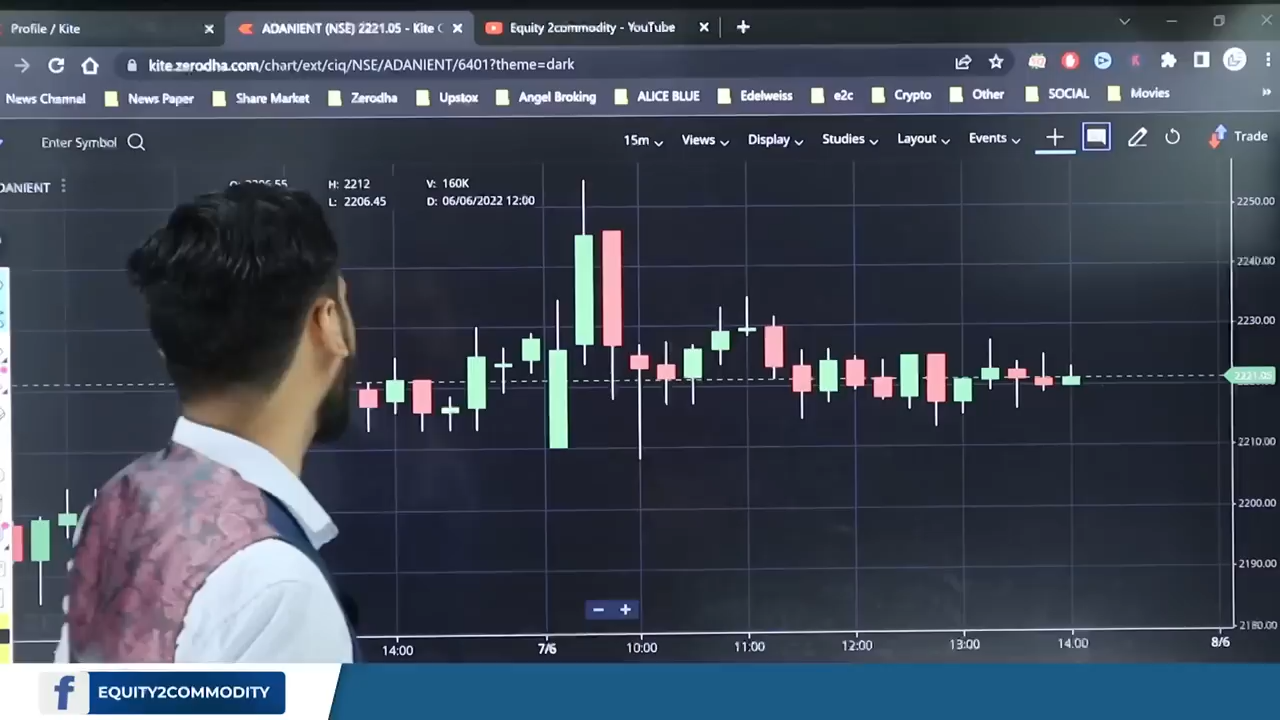 Profile / Kite
ADANIENT (NSE) 2221.05 - Kite C
Equity 2commodity - YouTube
kite.zerodha.com/chart/ext/ciq/NSE/ADANIENT/6401?theme=dark
News Channel News Paper Share Market Zerodha Upstox Angel Broking ALICE BLUE Edelweiss e2c Crypto Other SOCIAL Movies
Enter Symbol 15m Views Display Studies Layout Events Trade
DANIENT H: 2212 V: 160K
L: 2206.45 D: 06/06/2022 12:00
2250.00
2240.00
2230.00
2221.05
2210.00
2200.00
2190.00
2180.00
14:00 7/6 10:00 11:00 12:00 13:00 14:00 8/6
f EQUITY2COMMODITY